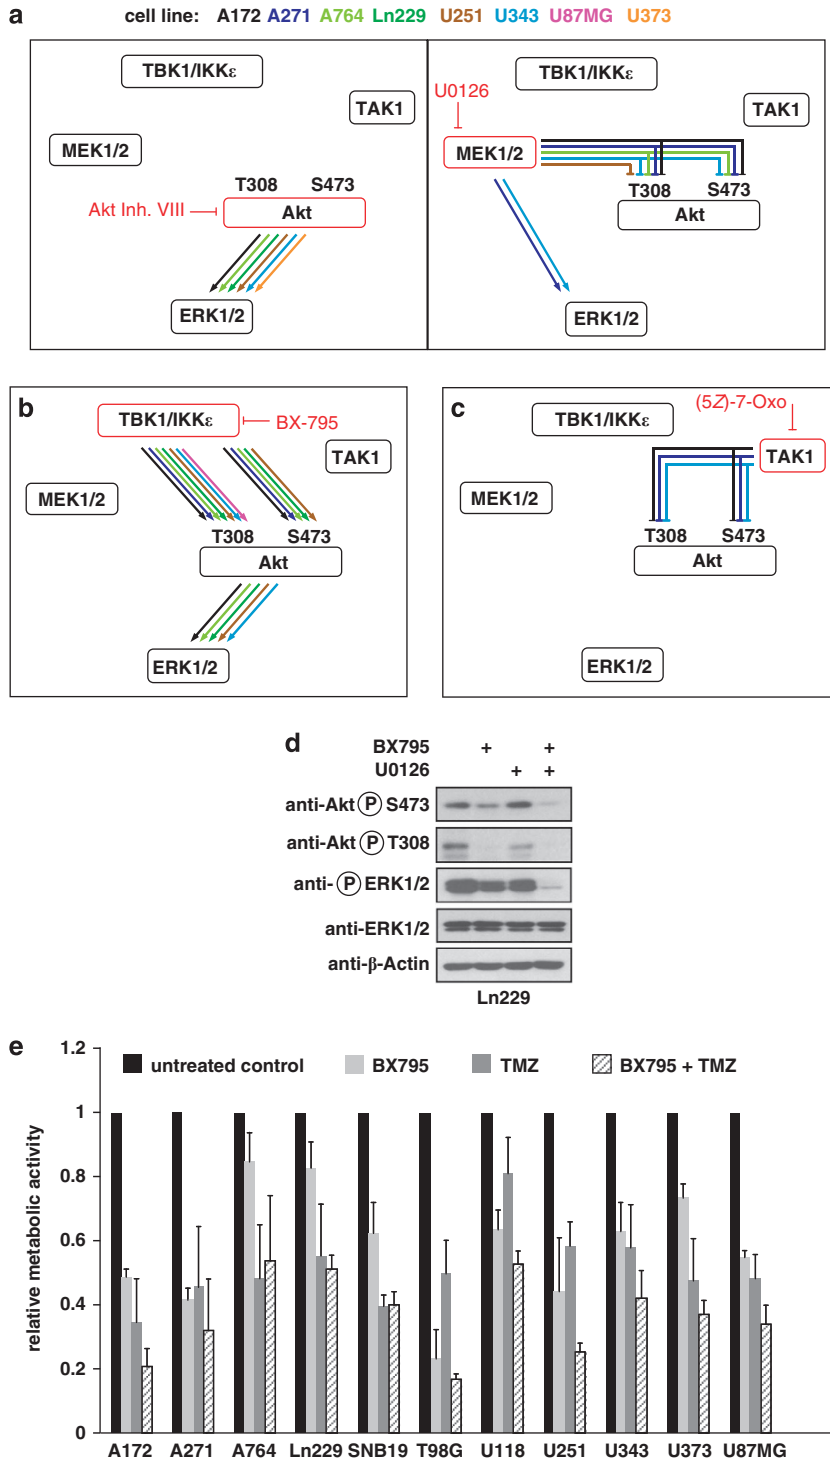 a
cell line: A172 A271 A764 Ln229 U251 U343 U87MG U373
TBK1/IKKε
TAK1
MEK1/2
T308 S473
Akt Inh. VIII
Akt
ERK1/2
TBK1/IKKε
U0126
TAK1
MEK1/2
T308 S473
Akt
ERK1/2
b
TBK1/IKKε
BX-795
TAK1
MEK1/2
T308 S473
Akt
ERK1/2
c
(5Z)-7-Oxo
TBK1/IKKε
TAK1
MEK1/2
T308 S473
Akt
ERK1/2
d
BX795 + +
U0126 + +
anti-Akt P S473
anti-Akt P T308
anti- P ERK1/2
anti-ERK1/2
anti-β-Actin
Ln229
e
relative metabolic activity
1.2
1
0.8
0.6
0.4
0.2
0
untreated control BX795 TMZ BX795 + TMZ
A172 A271 A764 Ln229 SNB19 T98G U118 U251 U343 U373 U87MG